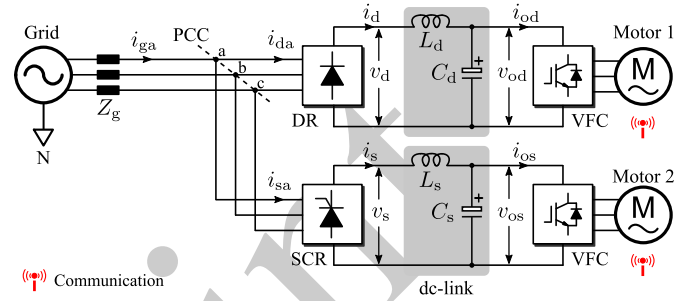 Grid
PCC
i_ga
a
b
c
i_da
Z_g
N
DR
i_d
L_d
v_d
C_d
+
i_od
v_od
VFC
Motor 1
M
i_sa
SCR
i_s
L_s
v_s
C_s
+
i_os
v_os
VFC
Motor 2
M
dc-link
Communication